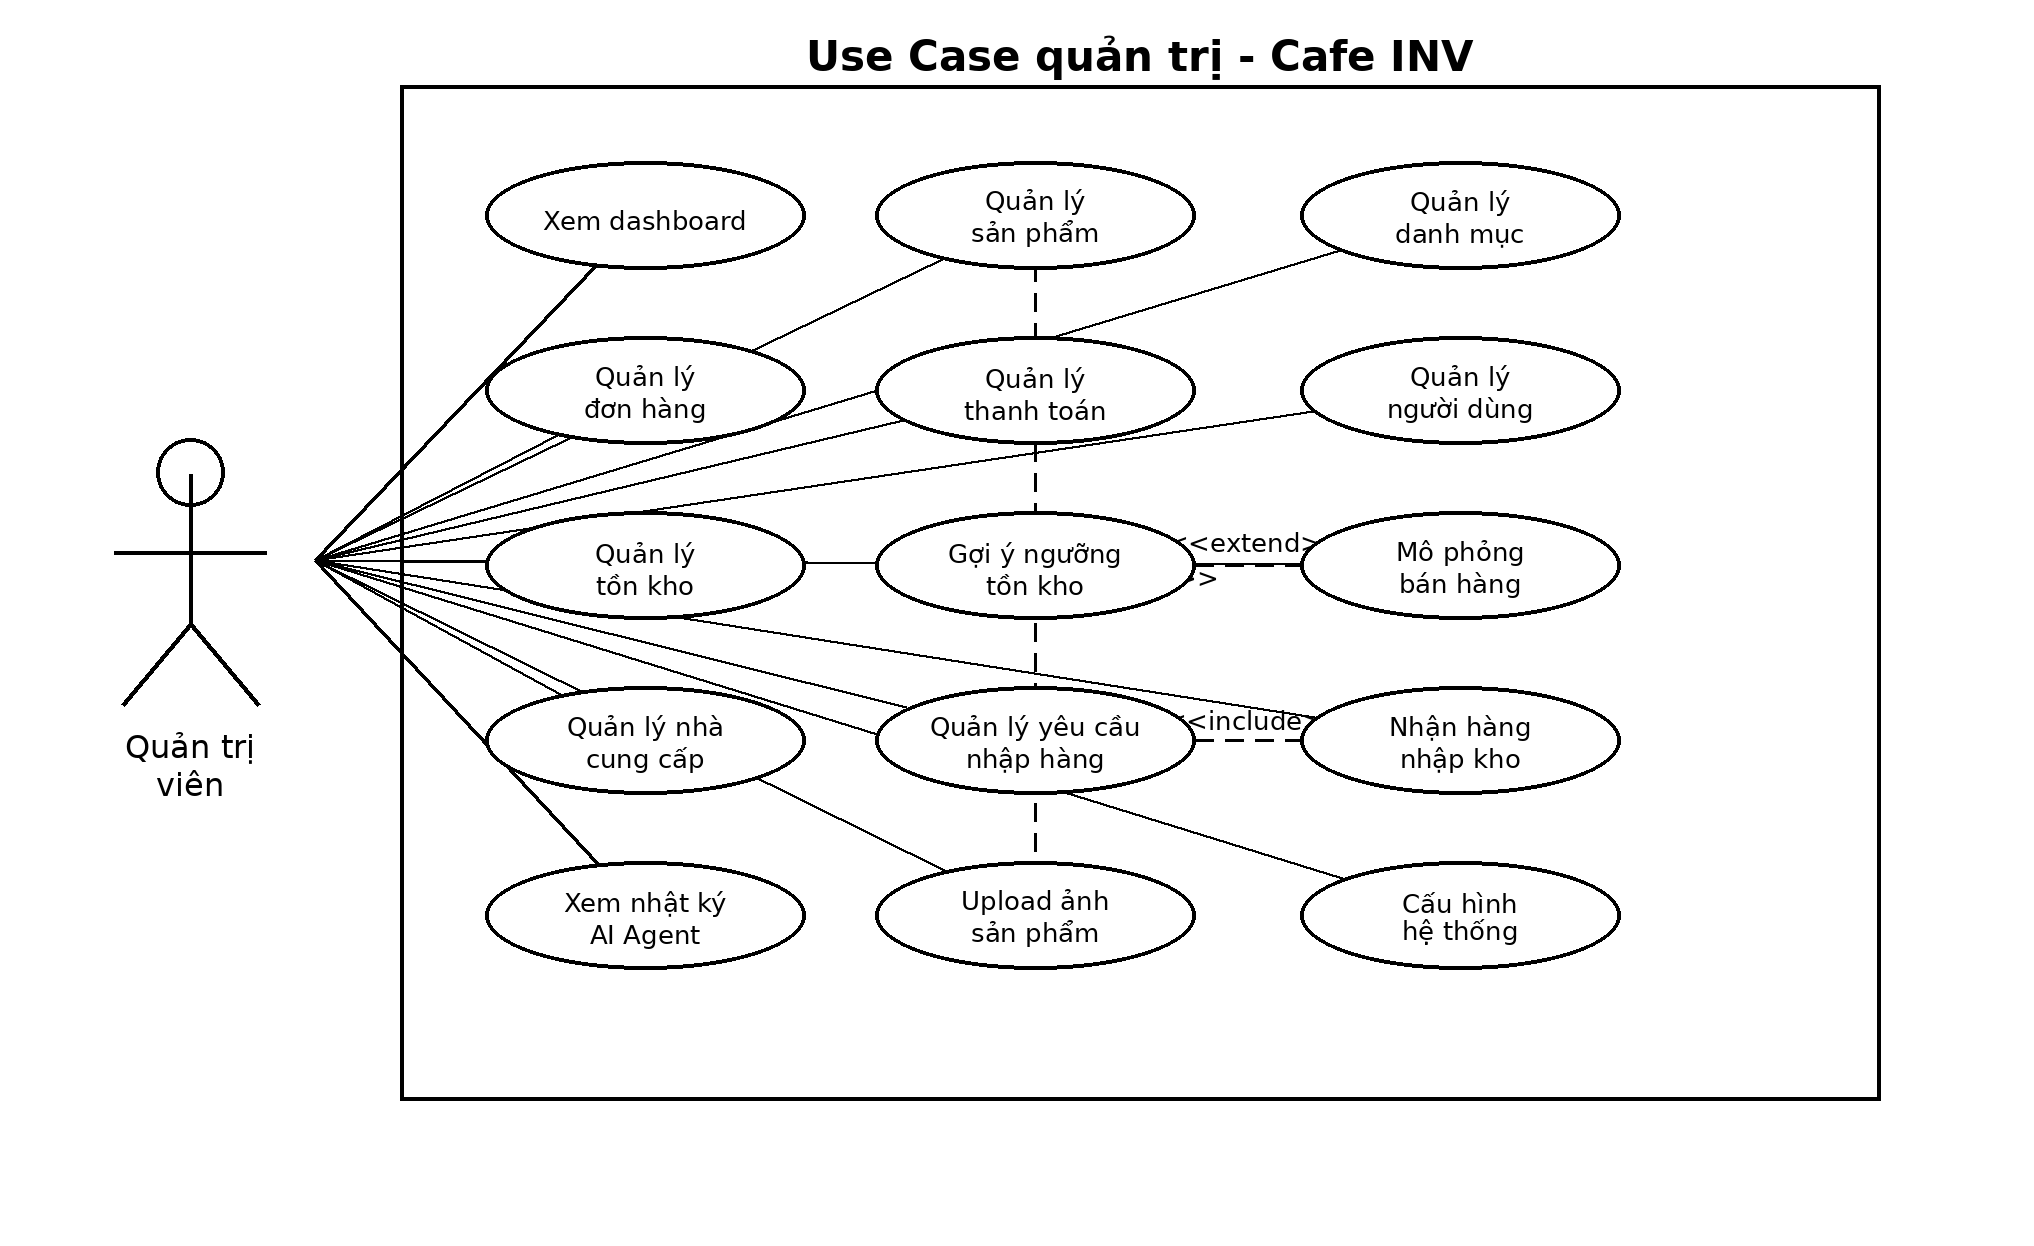 Use Case quản trị - Cafe INV
Xem dashboard
Quản lý
sản phẩm
Quản lý
danh mục
Quản lý
đơn hàng
Quản lý
thanh toán
Quản lý
người dùng
Quản lý
tồn kho
Gợi ý ngưỡng
tồn kho
<<extend>
>
Mô phỏng
bán hàng
Quản lý nhà
cung cấp
Quản lý yêu cầu
nhập hàng
<<include
Nhận hàng
nhập kho
Xem nhật ký
AI Agent
Upload ảnh
sản phẩm
Cấu hình
hệ thống
Quản trị
viên